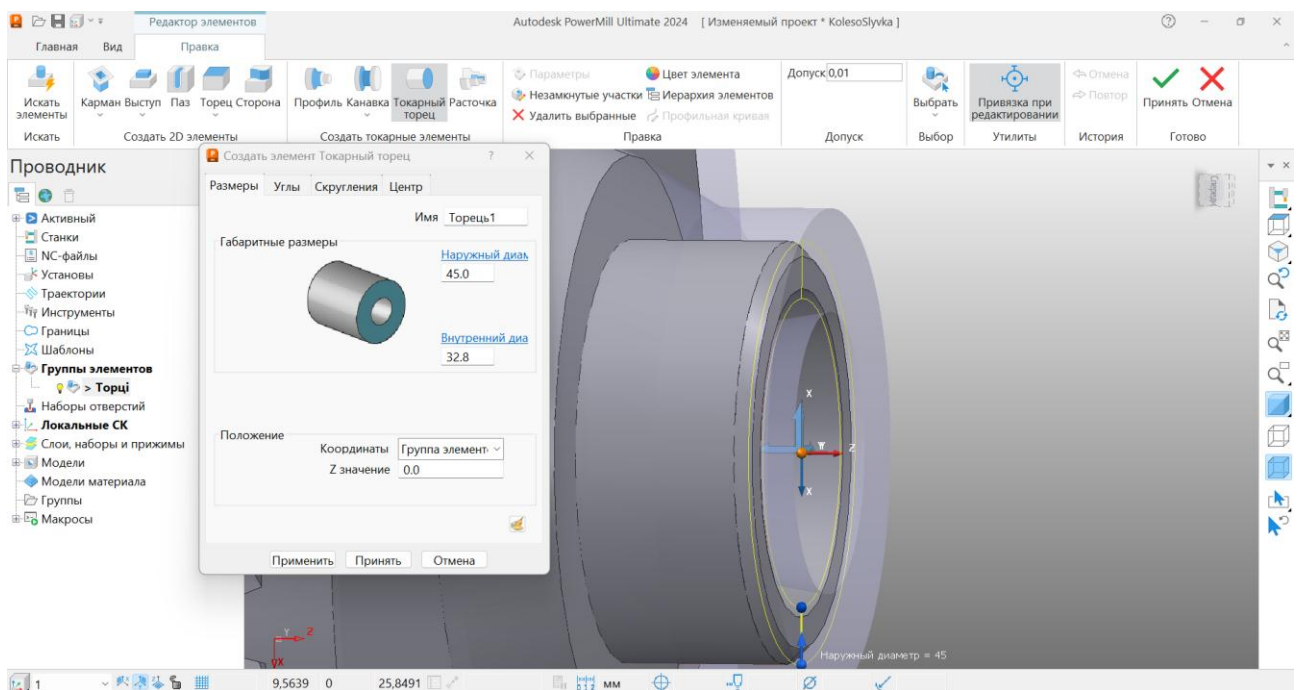 Редактор элементов
Autodesk PowerMill Ultimate 2024 [ Изменяемый проект * KolesoSlyvka ]
Главная Вид Правка
Искать элементы
Карман Выступ Паз Торец Сторона
Профиль Канавка Токарный торец Расточка
Параметры
Незамкнутые участки
Удалить выбранные
Цвет элемента
Иерархия элементов
Профильная кривая
Допуск 0,01
Выбрать
Привязка при редактировании
Отмена
Повтор
Принять Отмена
Искать Создать 2D элементы Создать токарные элементы Правка Допуск Выбор Утилиты История Готово
Проводник
Активный
Станки
NC-файлы
Установы
Траектории
Инструменты
Границы
Шаблоны
Группы элементов
> Торці
Наборы отверстий
Локальные СК
Слои, наборы и прижимы
Модели
Модели материала
Группы
Макросы
Создать элемент Токарный торец ? ×
Размеры Углы Скругления Центр
Имя Торець1
Габаритные размеры
Наружный диам
45.0
Внутренний диа
32.8
Положение
Координаты Группа элемент
Z значение 0.0
Применить Принять Отмена
X
Z
X
Наружный диаметр = 45
Y Z
X
1 9,5639 0 25,8491 мм